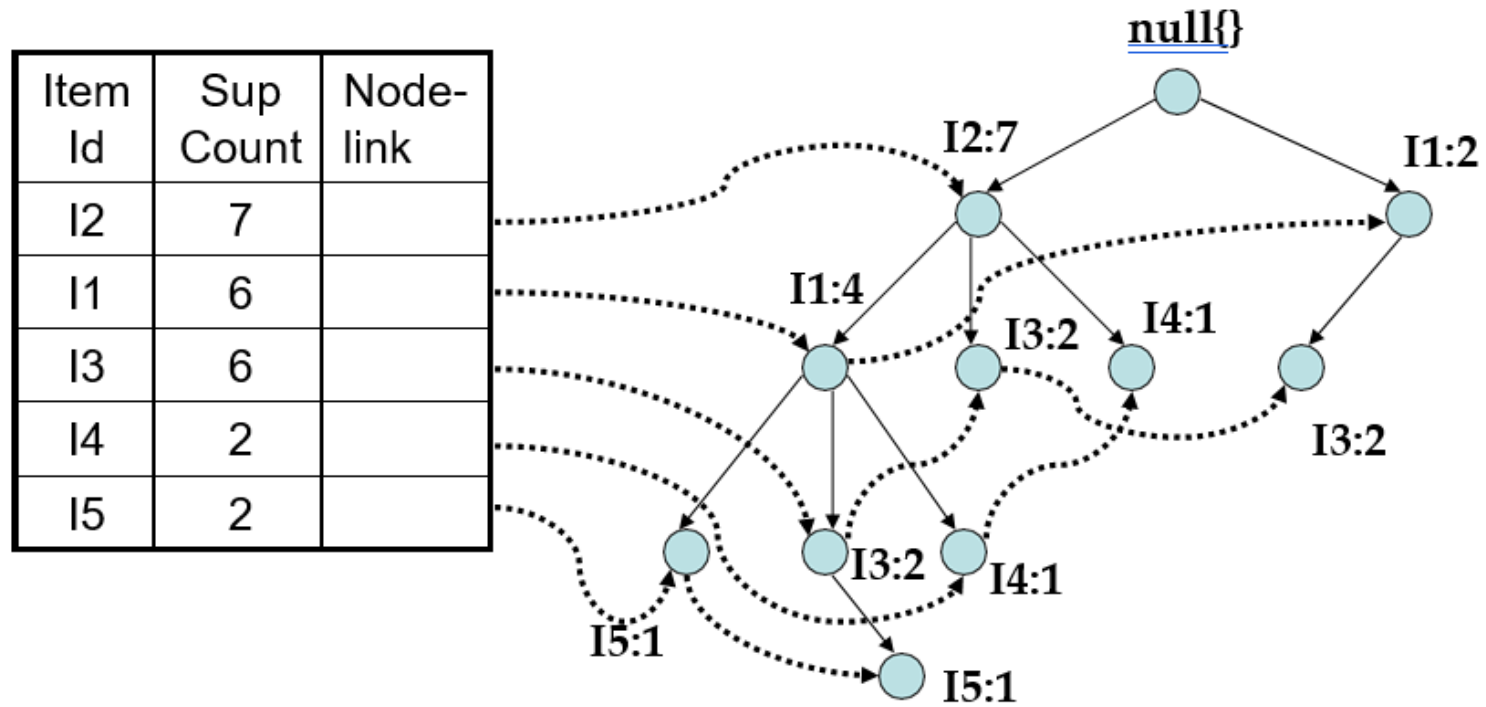 Item Id
Sup Count
Node-link
I2 7
I1 6
I3 6
I4 2
I5 2
null{}
I2:7
I1:2
I1:4
I3:2
I4:1
I3:2
I5:1
I3:2
I4:1
I5:1